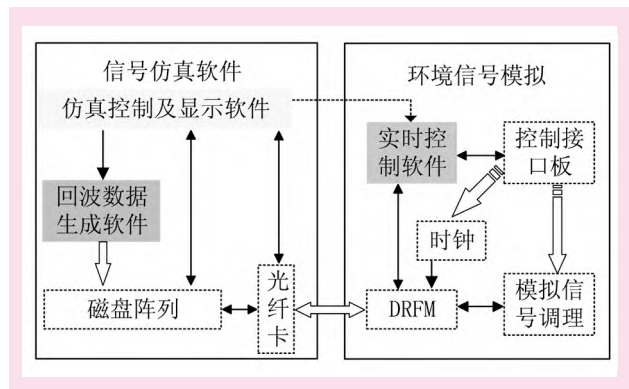 信号仿真软件
仿真控制及显示软件
回波数据
生成软件
磁盘阵列
光
纤
卡
环境信号模拟
实时控
制软件
控制接
口板
时钟
DRFM
模拟信
号调理